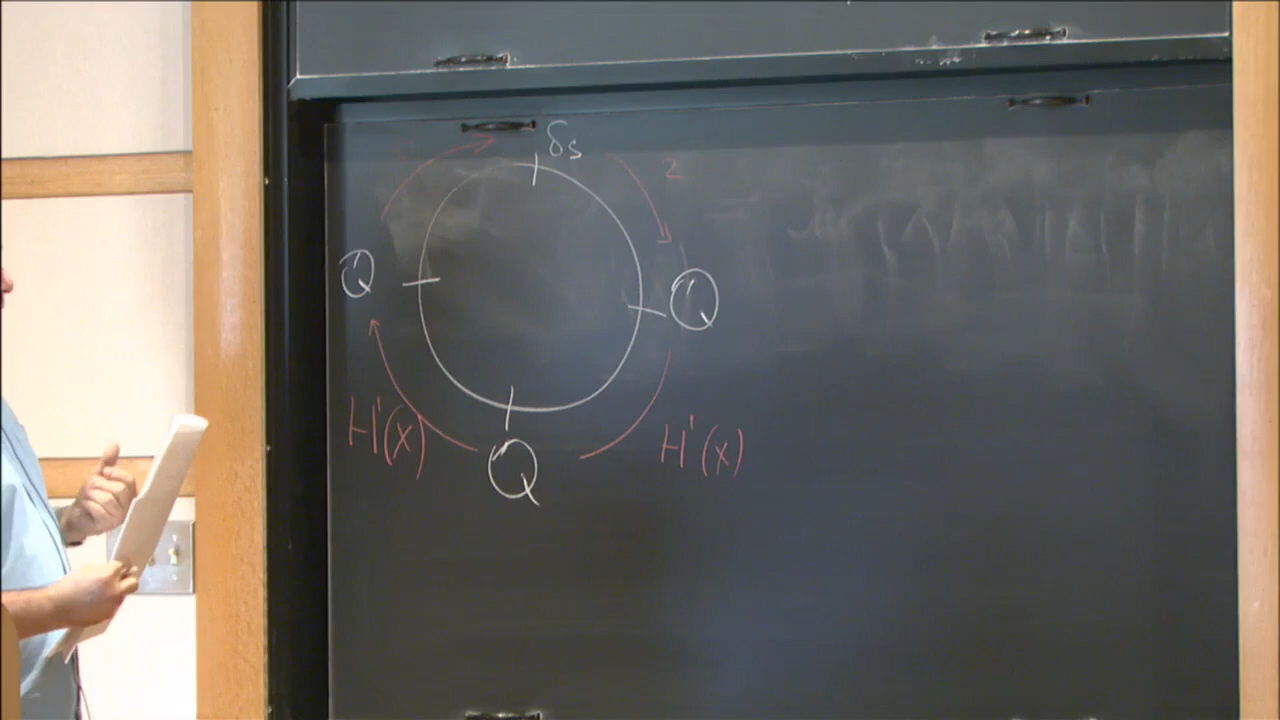 δs
2
Q Q
H'(x) H'(x)
Q